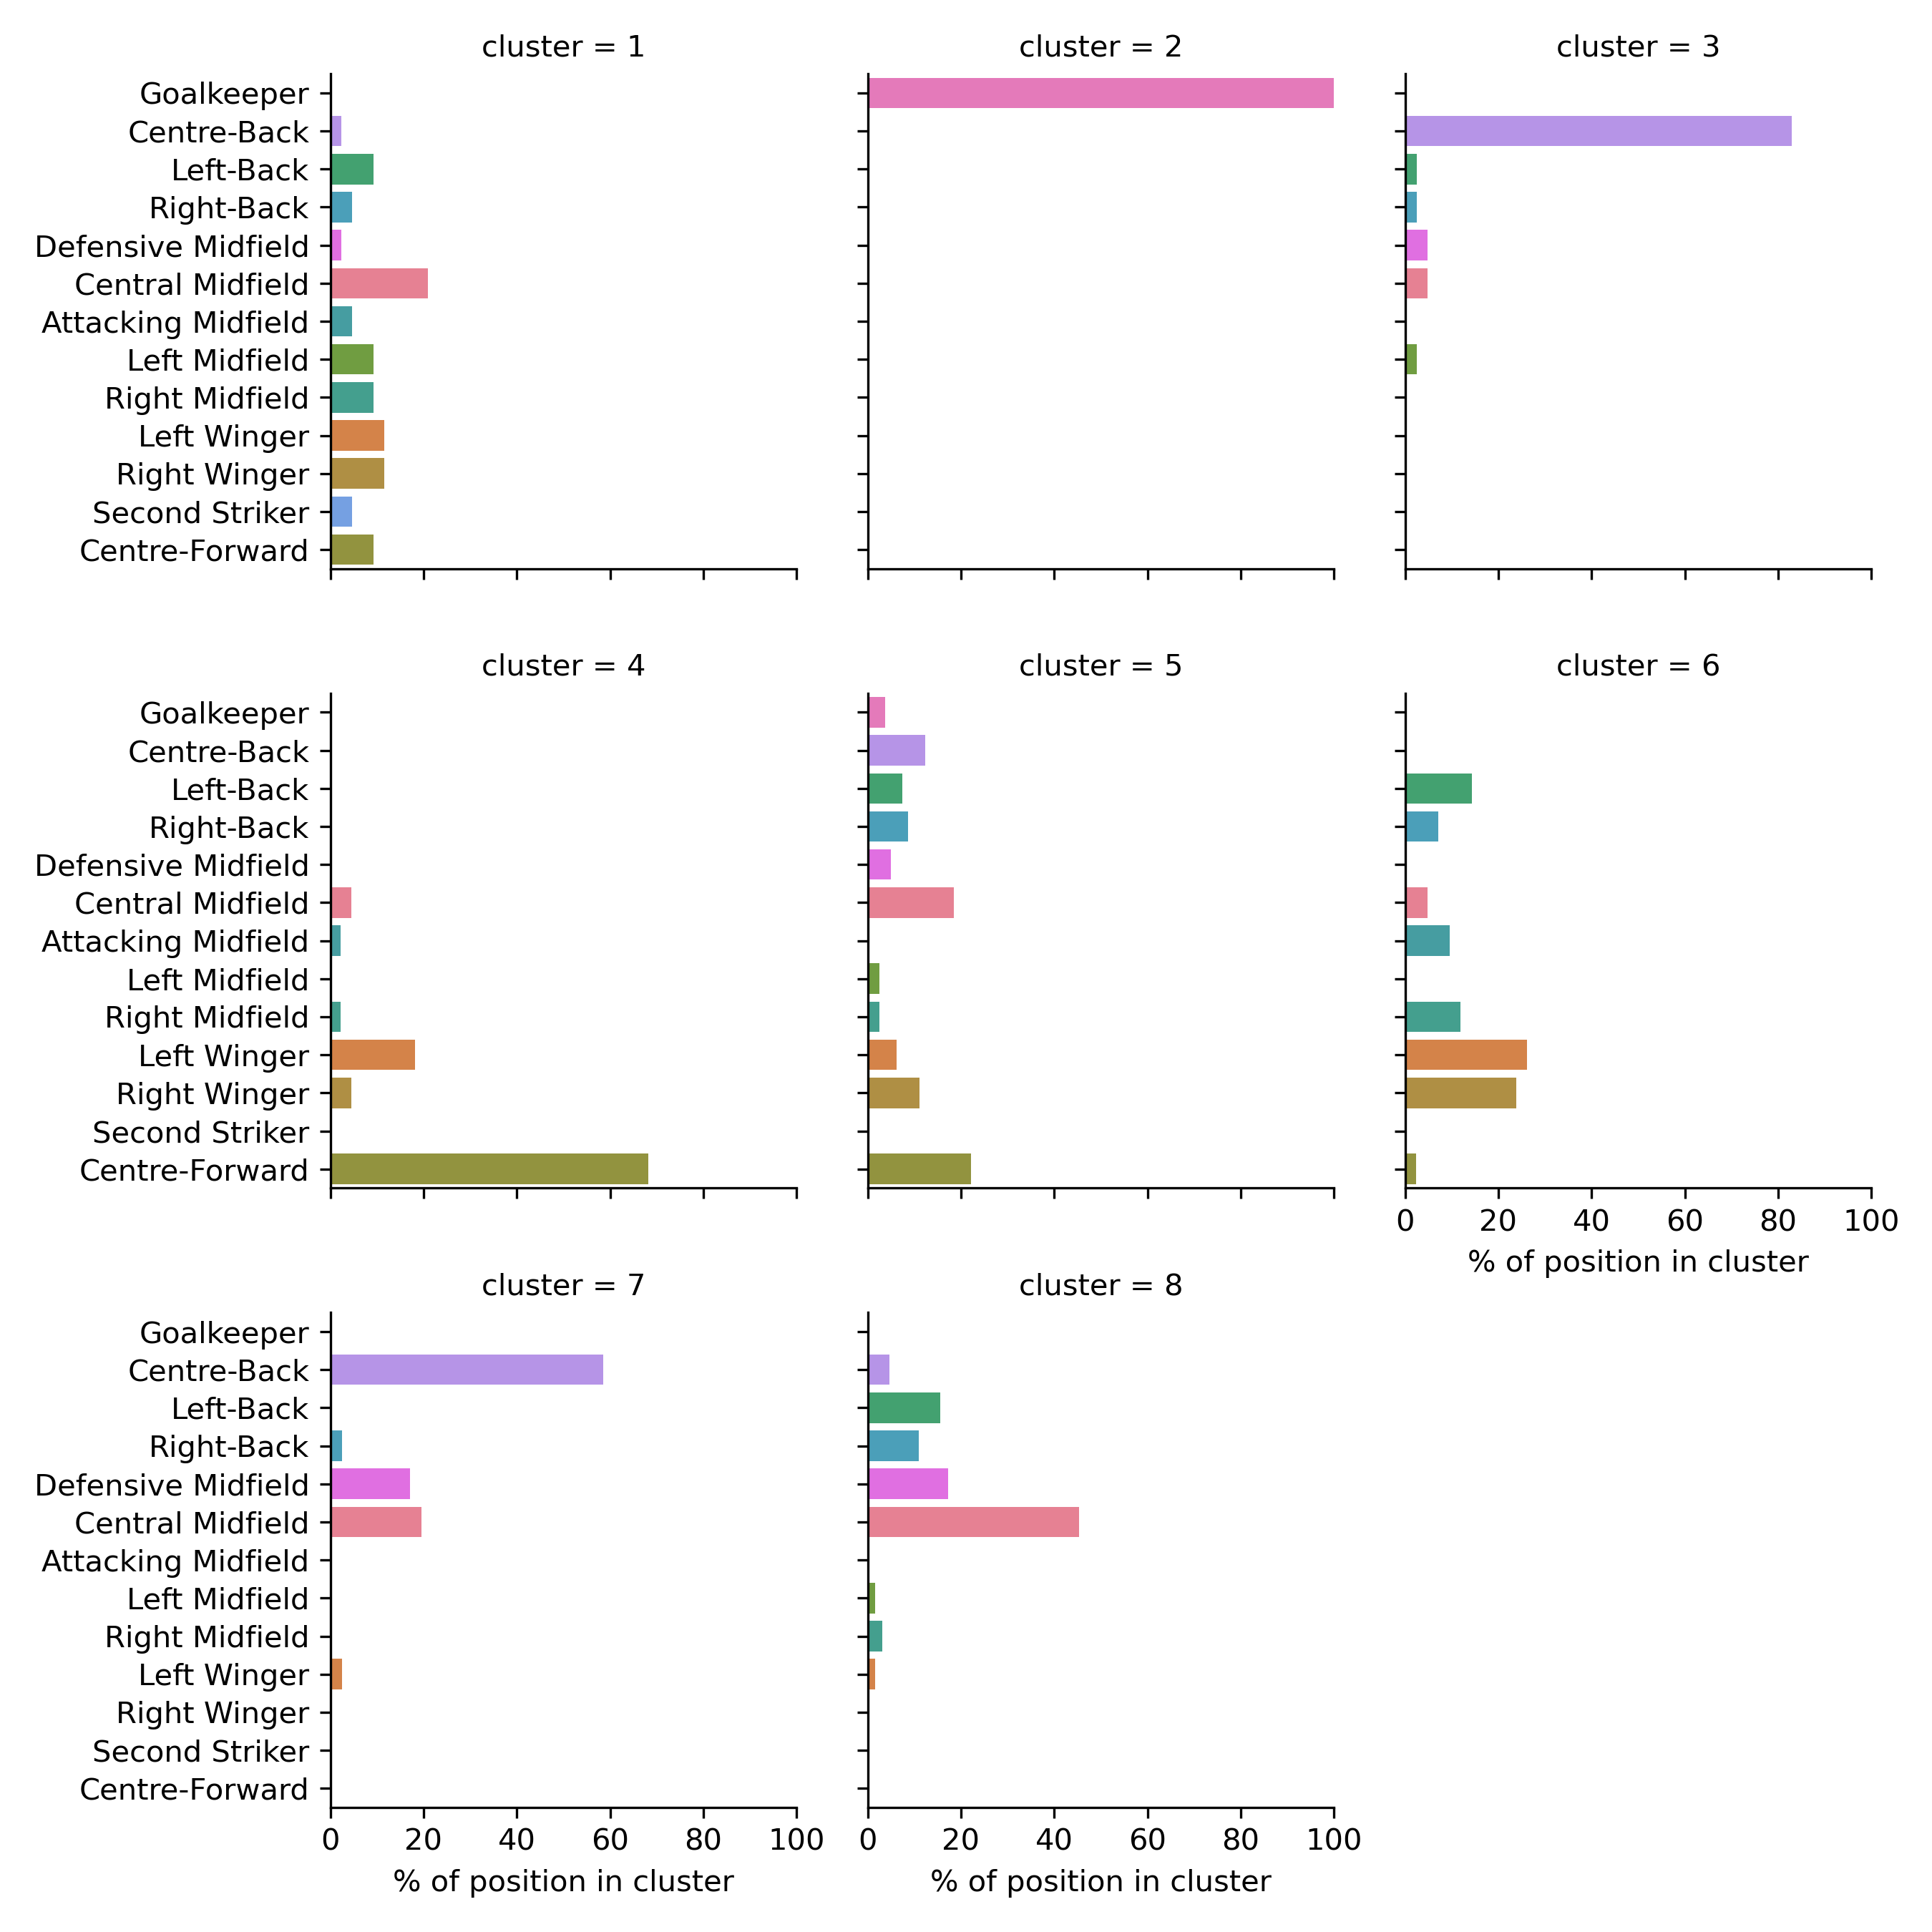 cluster = 1
cluster = 2
cluster = 3
Goalkeeper
Centre-Back
Left-Back
Right-Back
Defensive Midfield
Central Midfield
Attacking Midfield
Left Midfield
Right Midfield
Left Winger
Right Winger
Second Striker
Centre-Forward
cluster = 4
cluster = 5
cluster = 6
Goalkeeper
Centre-Back
Left-Back
Right-Back
Defensive Midfield
Central Midfield
Attacking Midfield
Left Midfield
Right Midfield
Left Winger
Right Winger
Second Striker
Centre-Forward
0 20 40 60 80 100
% of position in cluster
cluster = 7
cluster = 8
Goalkeeper
Centre-Back
Left-Back
Right-Back
Defensive Midfield
Central Midfield
Attacking Midfield
Left Midfield
Right Midfield
Left Winger
Right Winger
Second Striker
Centre-Forward
0 20 40 60 80 100
0 20 40 60 80 100
% of position in cluster
% of position in cluster